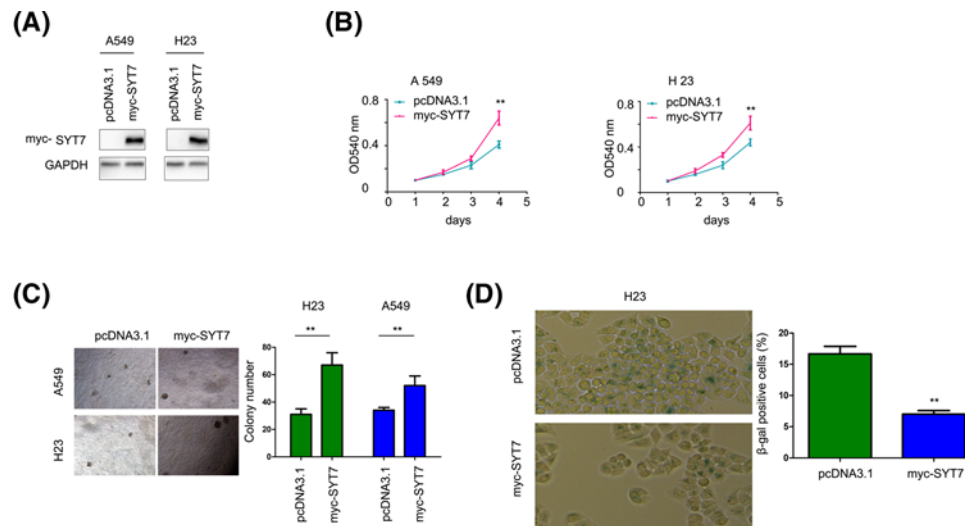 (A)
A549
H23
pcDNA3.1
myc-SYT7
pcDNA3.1
myc-SYT7
myc- SYT7
GAPDH
(B)
A 549
pcDNA3.1
myc-SYT7
**
0.8
0.4
0
OD540 nm
0 1 2 3 4 5
days
H 23
pcDNA3.1
myc-SYT7
**
0.8
0.4
0
OD540 nm
0 1 2 3 4 5
days
(C)
pcDNA3.1
myc-SYT7
A549
H23
H23
A549
**
**
80
60
40
20
0
Colony number
pcDNA3.1
myc-SYT7
pcDNA3.1
myc-SYT7
(D)
H23
pcDNA3.1
myc-SYT7
20
15
10
5
0
β-gal positive cells (%)
**
pcDNA3.1
myc-SYT7